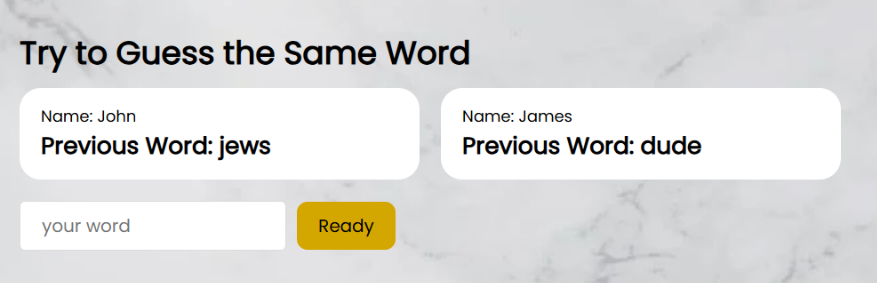 Try to Guess the Same Word
Name: John
Previous Word: jews
Name: James
Previous Word: dude
your word
Ready